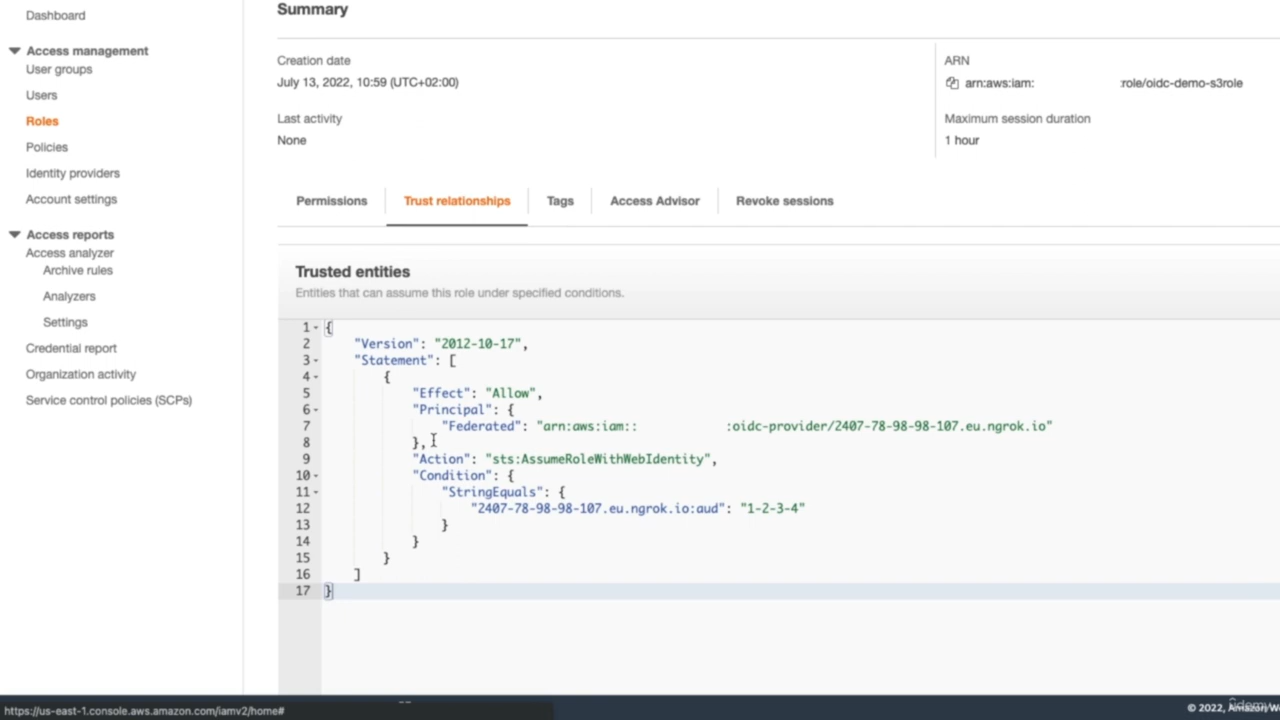 Dashboard
Access management
User groups
Users
Roles
Policies
Identity providers
Account settings
Access reports
Access analyzer
Archive rules
Analyzers
Settings
Credential report
Organization activity
Service control policies (SCPs)
Summary
Creation date
July 13, 2022, 10:59 (UTC+02:00)
Last activity
None
ARN
arn:aws:iam: :role/oidc-demo-s3role
Maximum session duration
1 hour
Permissions
Trust relationships
Tags
Access Advisor
Revoke sessions
Trusted entities
Entities that can assume this role under specified conditions.
1 {
2 "Version": "2012-10-17",
3 "Statement": [
4 {
5 "Effect": "Allow",
6 "Principal": {
7 "Federated": "arn:aws:iam:: :oidc-provider/2407-78-98-98-107.eu.ngrok.io"
8 },
9 "Action": "sts:AssumeRoleWithWebIdentity",
10 "Condition": {
11 "StringEquals": {
12 "2407-78-98-98-107.eu.ngrok.io:aud": "1-2-3-4"
13 }
14 }
15 }
16 ]
17 }
https://us-east-1.console.aws.amazon.com/iamv2/home#
© 2022, Amazon W